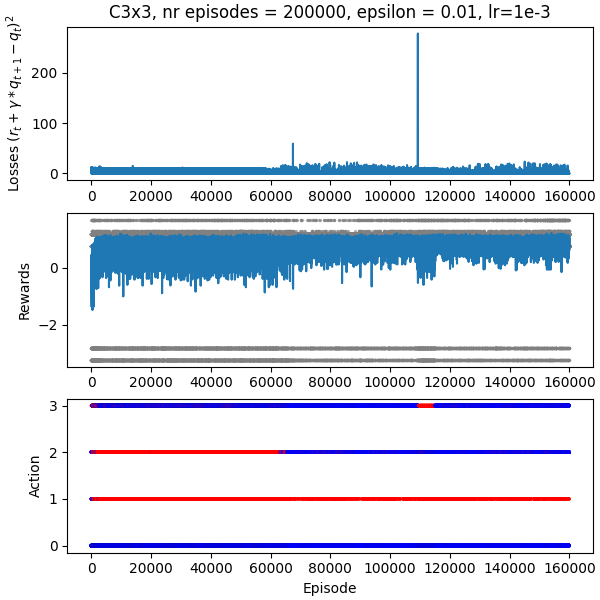 C3x3, nr episodes = 200000, epsilon = 0.01, lr=1e-3
Losses $(r_t + \gamma * q_{t+1} - q_t)^2$
200
100
0
0 20000 40000 60000 80000 100000 120000 140000 160000
Rewards
0
−2
0 20000 40000 60000 80000 100000 120000 140000 160000
Action
3
2
1
0
0 20000 40000 60000 80000 100000 120000 140000 160000
Episode